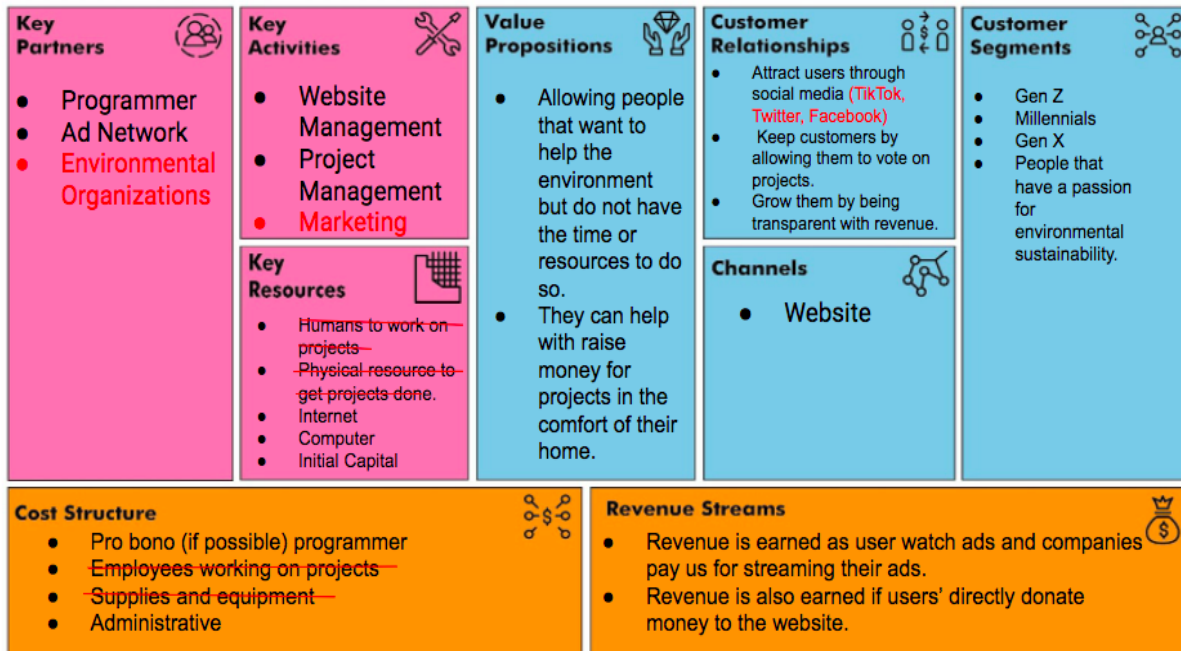 Key
Partners
● Programmer
● Ad Network
● Environmental
Organizations
Key
Activities
● Website
Management
● Project
Management
● Marketing
Key
Resources
● Humans to work on
projects
● Physical resource to
get projects done.
● Internet
● Computer
● Initial Capital
Value
Propositions
● Allowing people
that want to
help the
environment
but do not have
the time or
resources to do
so.
● They can help
with raise
money for
projects in the
comfort of their
home.
Customer
Relationships
● Attract users through
social media (TikTok,
Twitter, Facebook)
● Keep customers by
allowing them to vote on
projects.
● Grow them by being
transparent with revenue.
Channels
● Website
Customer
Segments
● Gen Z
● Millennials
● Gen X
● People that
have a passion
for
environmental
sustainability.
Cost Structure
● Pro bono (if possible) programmer
● Employees working on projects
● Supplies and equipment
● Administrative
Revenue Streams
● Revenue is earned as user watch ads and companies
pay us for streaming their ads.
● Revenue is also earned if users' directly donate
money to the website.